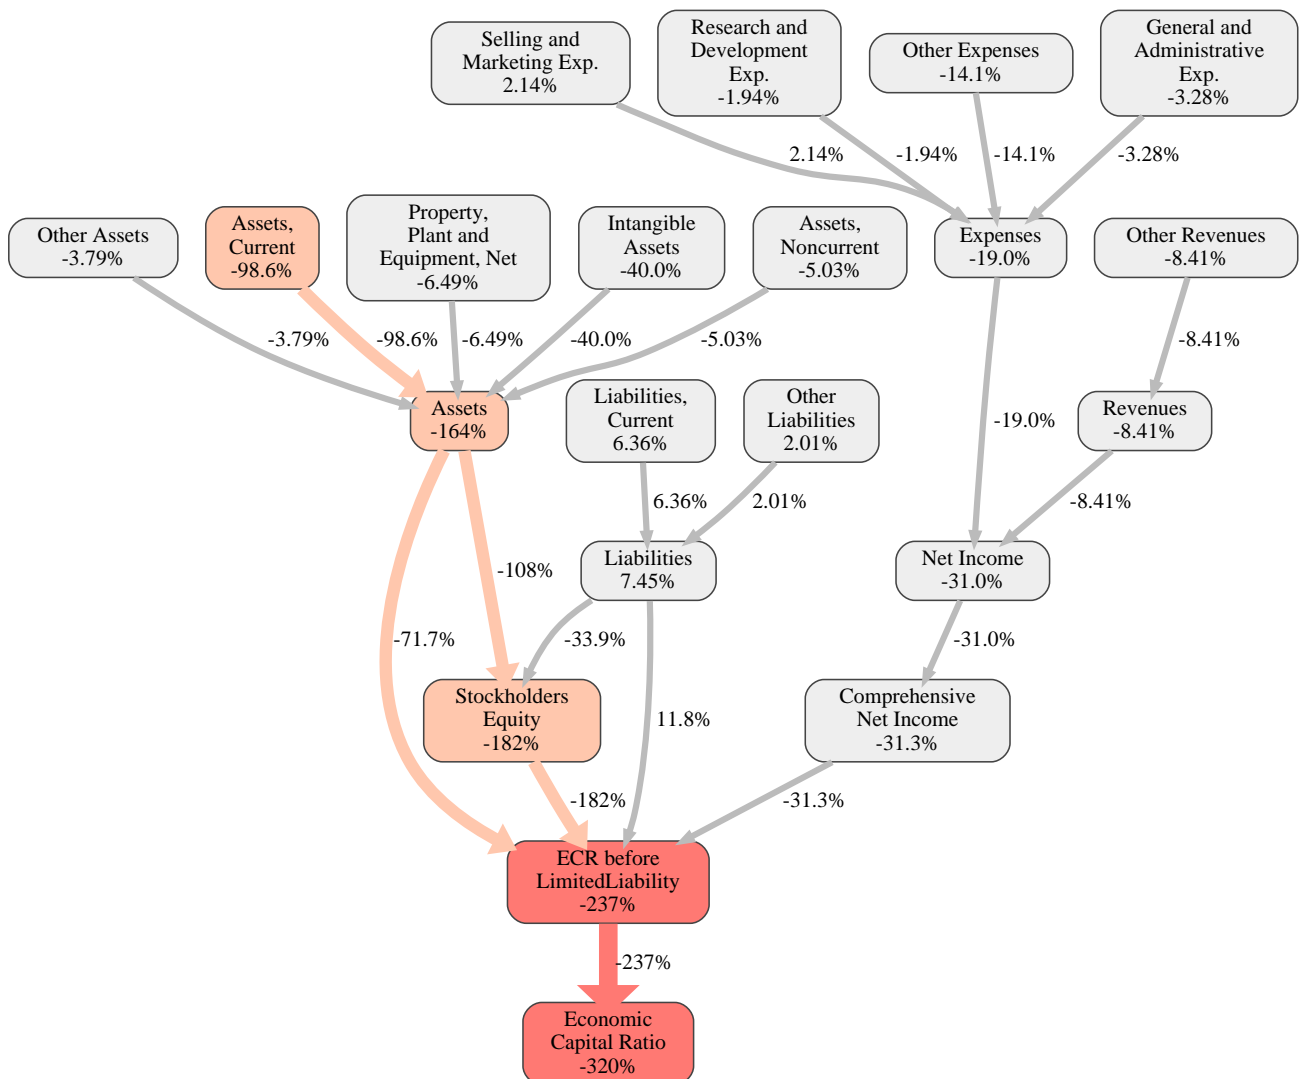 Selling and
Marketing Exp.
2.14%
Research and
Development
Exp.
-1.94%
Other Expenses
-14.1%
General and
Administrative
Exp.
-3.28%
2.14%
-1.94%
-14.1%
-3.28%
Other Assets
-3.79%
Assets,
Current
-98.6%
Property,
Plant and
Equipment, Net
-6.49%
Intangible
Assets
-40.0%
Assets,
Noncurrent
-5.03%
Expenses
-19.0%
Other Revenues
-8.41%
-3.79%
-98.6%
-6.49%
-40.0%
-5.03%
-8.41%
Assets
-164%
Liabilities,
Current
6.36%
Other
Liabilities
2.01%
-19.0%
Revenues
-8.41%
6.36%
2.01%
-8.41%
-108%
Liabilities
7.45%
Net Income
-31.0%
-71.7%
-33.9%
-31.0%
Stockholders
Equity
-182%
11.8%
Comprehensive
Net Income
-31.3%
-182%
-31.3%
ECR before
LimitedLiability
-237%
-237%
Economic
Capital Ratio
-320%